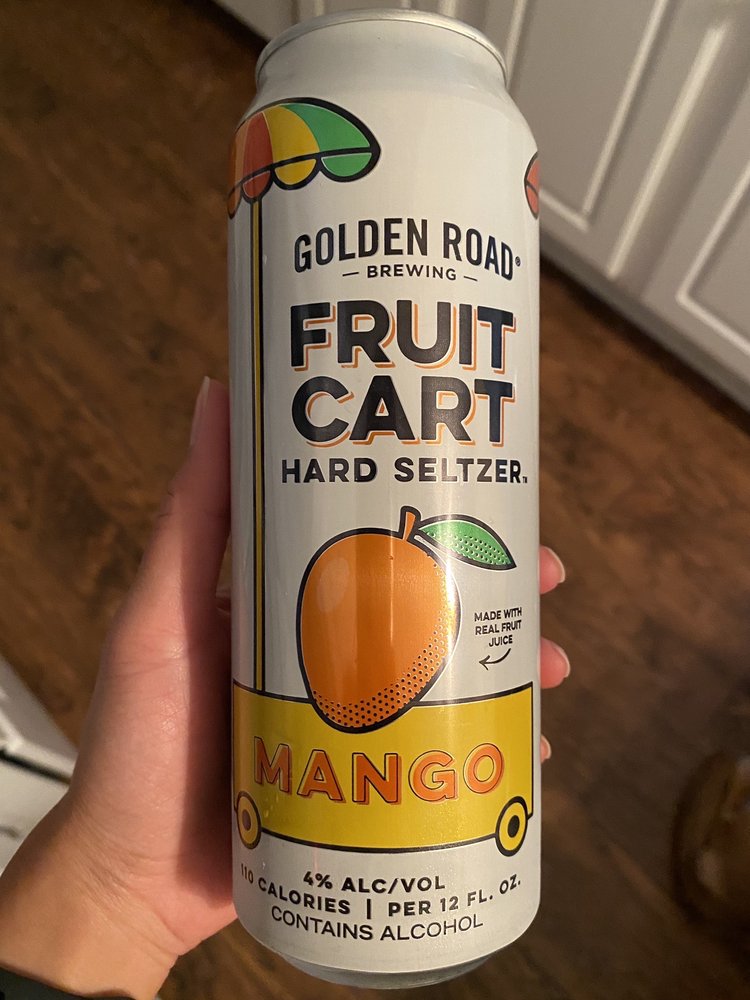 GOLDEN ROAD®
— BREWING —
FRUIT
CART
HARD SELTZER™
MADE WITH
REAL FRUIT
JUICE
MANGO
4% ALC/VOL
110 CALORIES | PER 12 FL. OZ.
CONTAINS ALCOHOL